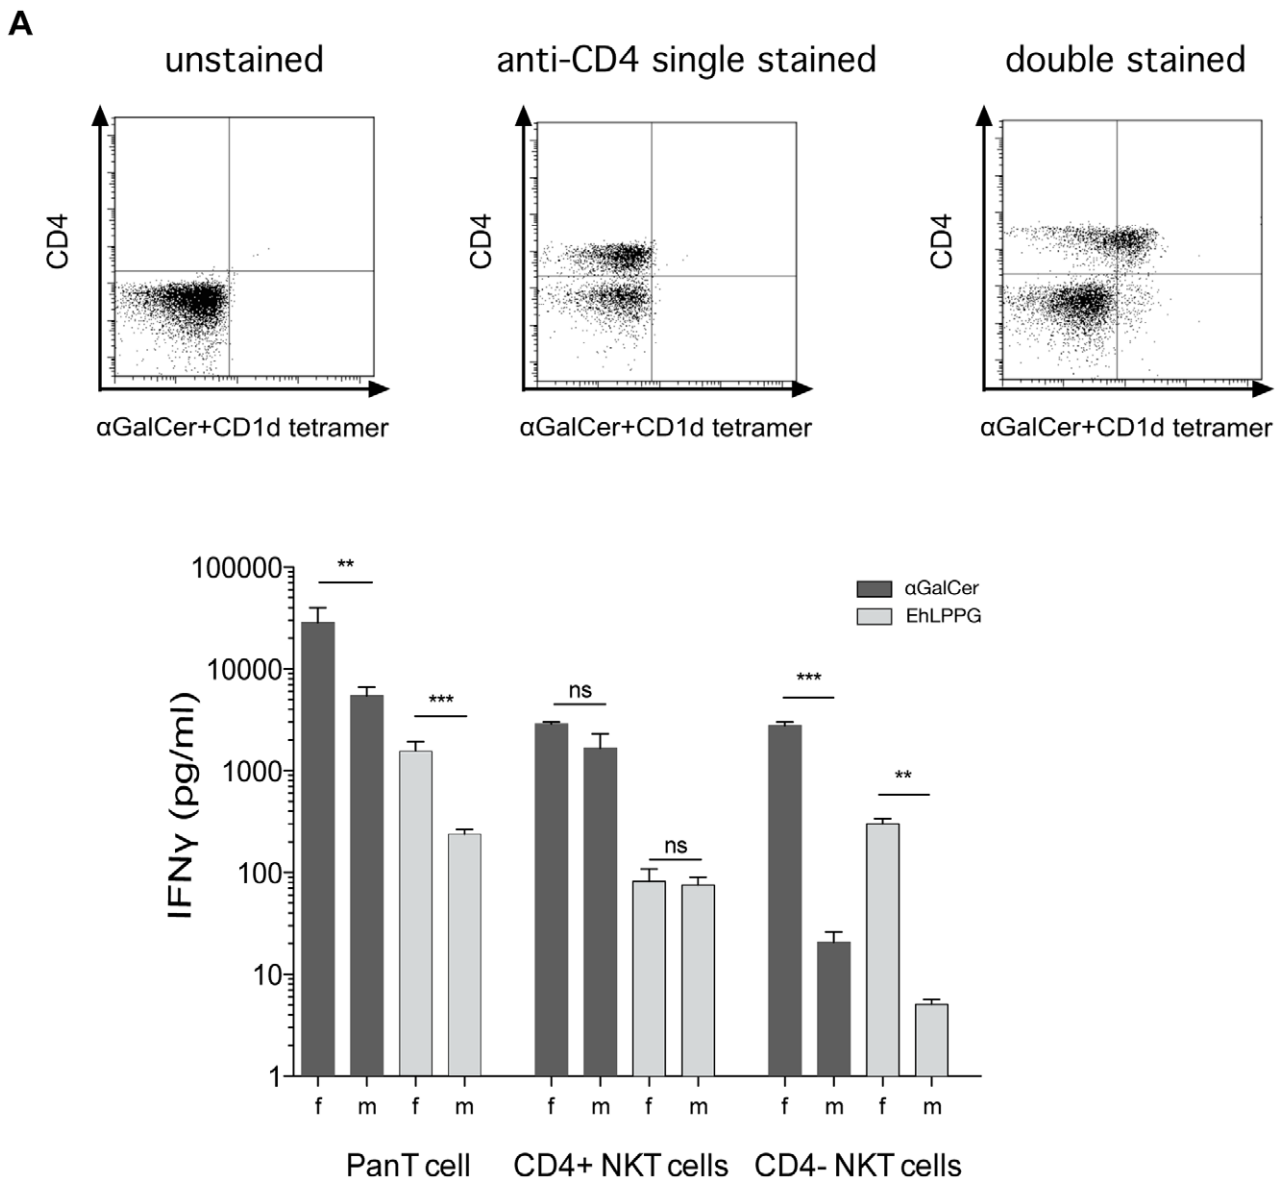 A
unstained
anti-CD4 single stained
double stained
CD4
CD4
CD4
αGalCer+CD1d tetramer
αGalCer+CD1d tetramer
αGalCer+CD1d tetramer
IFNγ (pg/ml)
100000
10000
1000
100
10
1
**
***
ns
ns
***
**
αGalCer
EhLPPG
f m f m f m f m f m f m
PanT cell CD4+ NKT cells CD4- NKT cells